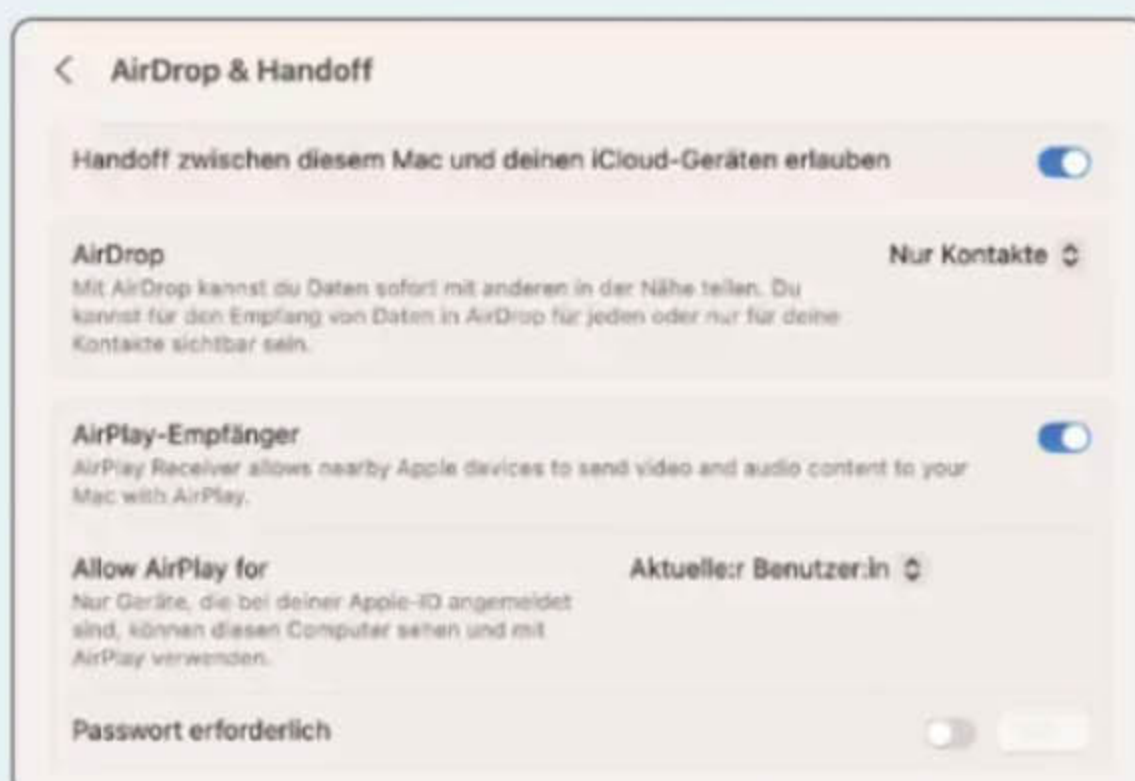 AirDrop & Handoff
Handoff zwischen diesem Mac und deinen iCloud-Geräten erlauben
AirDrop
Nur Kontakte
Mit AirDrop kannst du Daten sofort mit anderen in der Nähe teilen. Du
kannst für den Empfang von Daten in AirDrop für jeden oder nur für deine
Kontakte sichtbar sein.
AirPlay-Empfänger
AirPlay Receiver allows nearby Apple devices to send video and audio content to your
Mac with AirPlay.
Allow AirPlay for
Aktuelle:r Benutzer:in
Nur Geräte, die bei deiner Apple-ID angemeldet
sind, können diesen Computer sehen und mit
AirPlay verwenden.
Passwort erforderlich